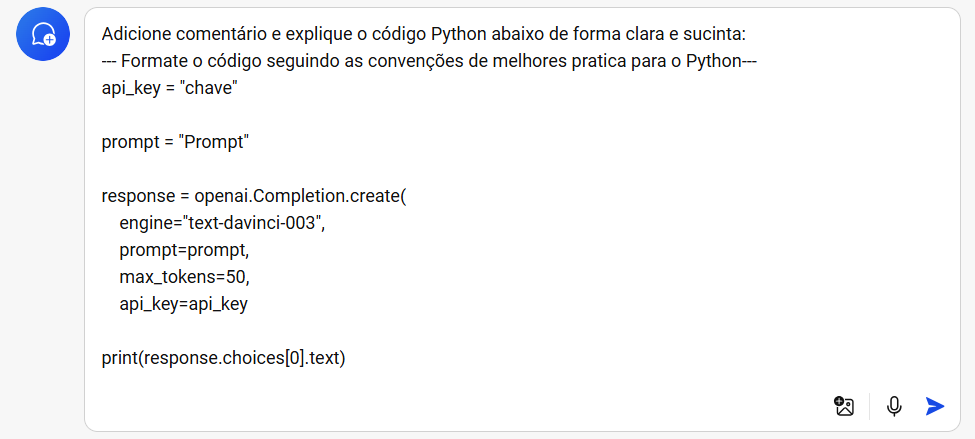 Adicione comentário e explique o código Python abaixo de forma clara e sucinta:
--- Formate o código seguindo as convenções de melhores pratica para o Python---
api_key = "chave"
prompt = "Prompt"
response = openai.Completion.create(
    engine="text-davinci-003",
    prompt=prompt,
    max_tokens=50,
    api_key=api_key
print(response.choices[0].text)